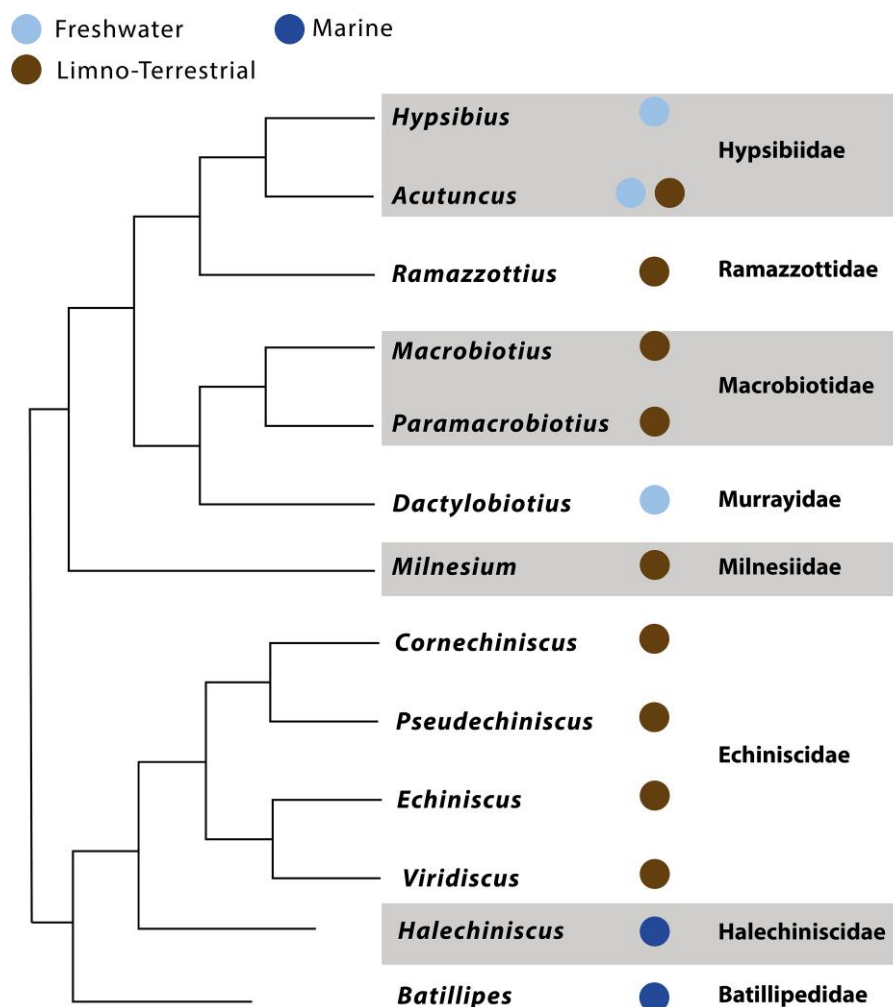 Freshwater Marine
Limno-Terrestrial
Hypsibius
Hypsibiidae
Acutuncus
Ramazzottius Ramazzottidae
Macrobiotius
Macrobiotidae
Paramacrobiotius
Dactylobiotius Murrayidae
Milnesium Milnesiidae
Cornechiniscus
Pseudechiniscus
Echiniscidae
Echiniscus
Viridiscus
Halechiniscus Halechiniscidae
Batillipes Batillipedidae